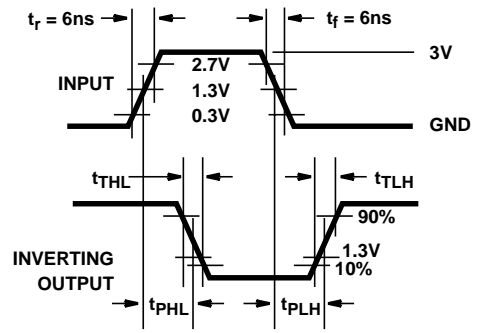 tr = 6ns
tf = 6ns
3V
INPUT
2.7V
1.3V
0.3V
GND
tTHL
tTLH
90%
INVERTING
OUTPUT
1.3V
10%
tPHL
tPLH